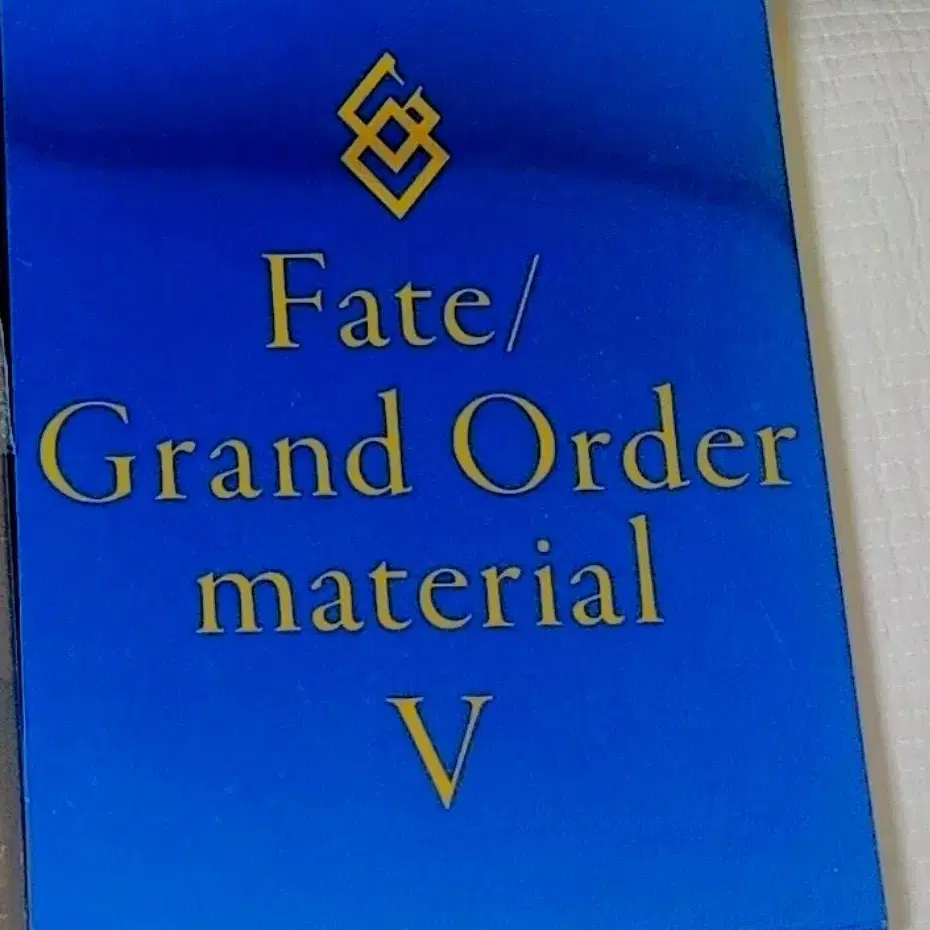 Fate/
Grand Order
material
V